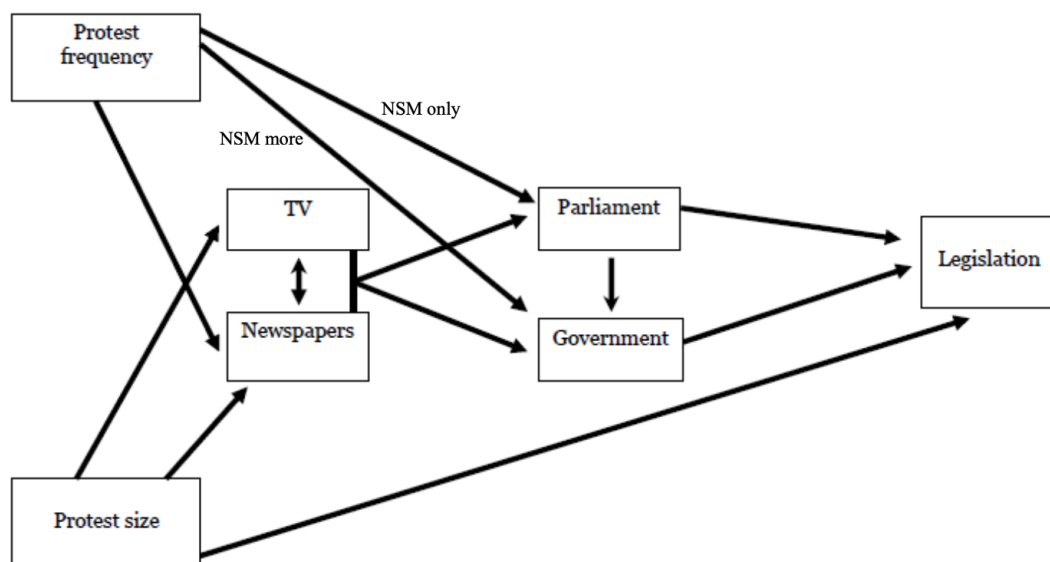 Protest
frequency
NSM only
NSM more
TV
Parliament
Legislation
Newspapers
Government
Protest size